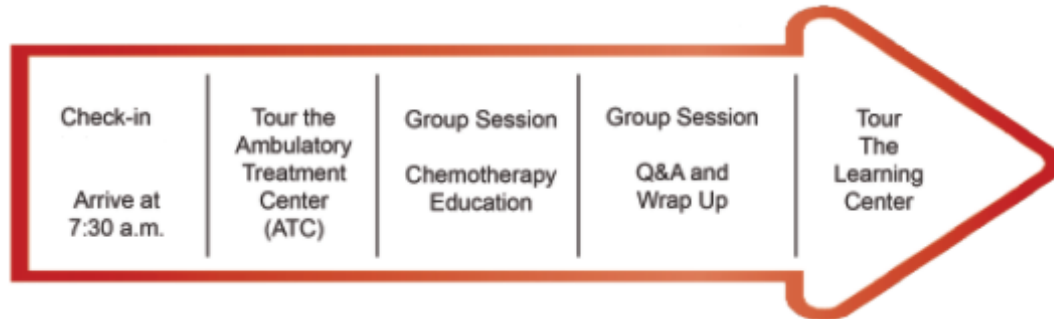 Check-in
Arrive at
7:30 a.m.
Tour the
Ambulatory
Treatment
Center
(ATC)
Group Session
Chemotherapy
Education
Group Session
Q&A and
Wrap Up
Tour
The
Learning
Center